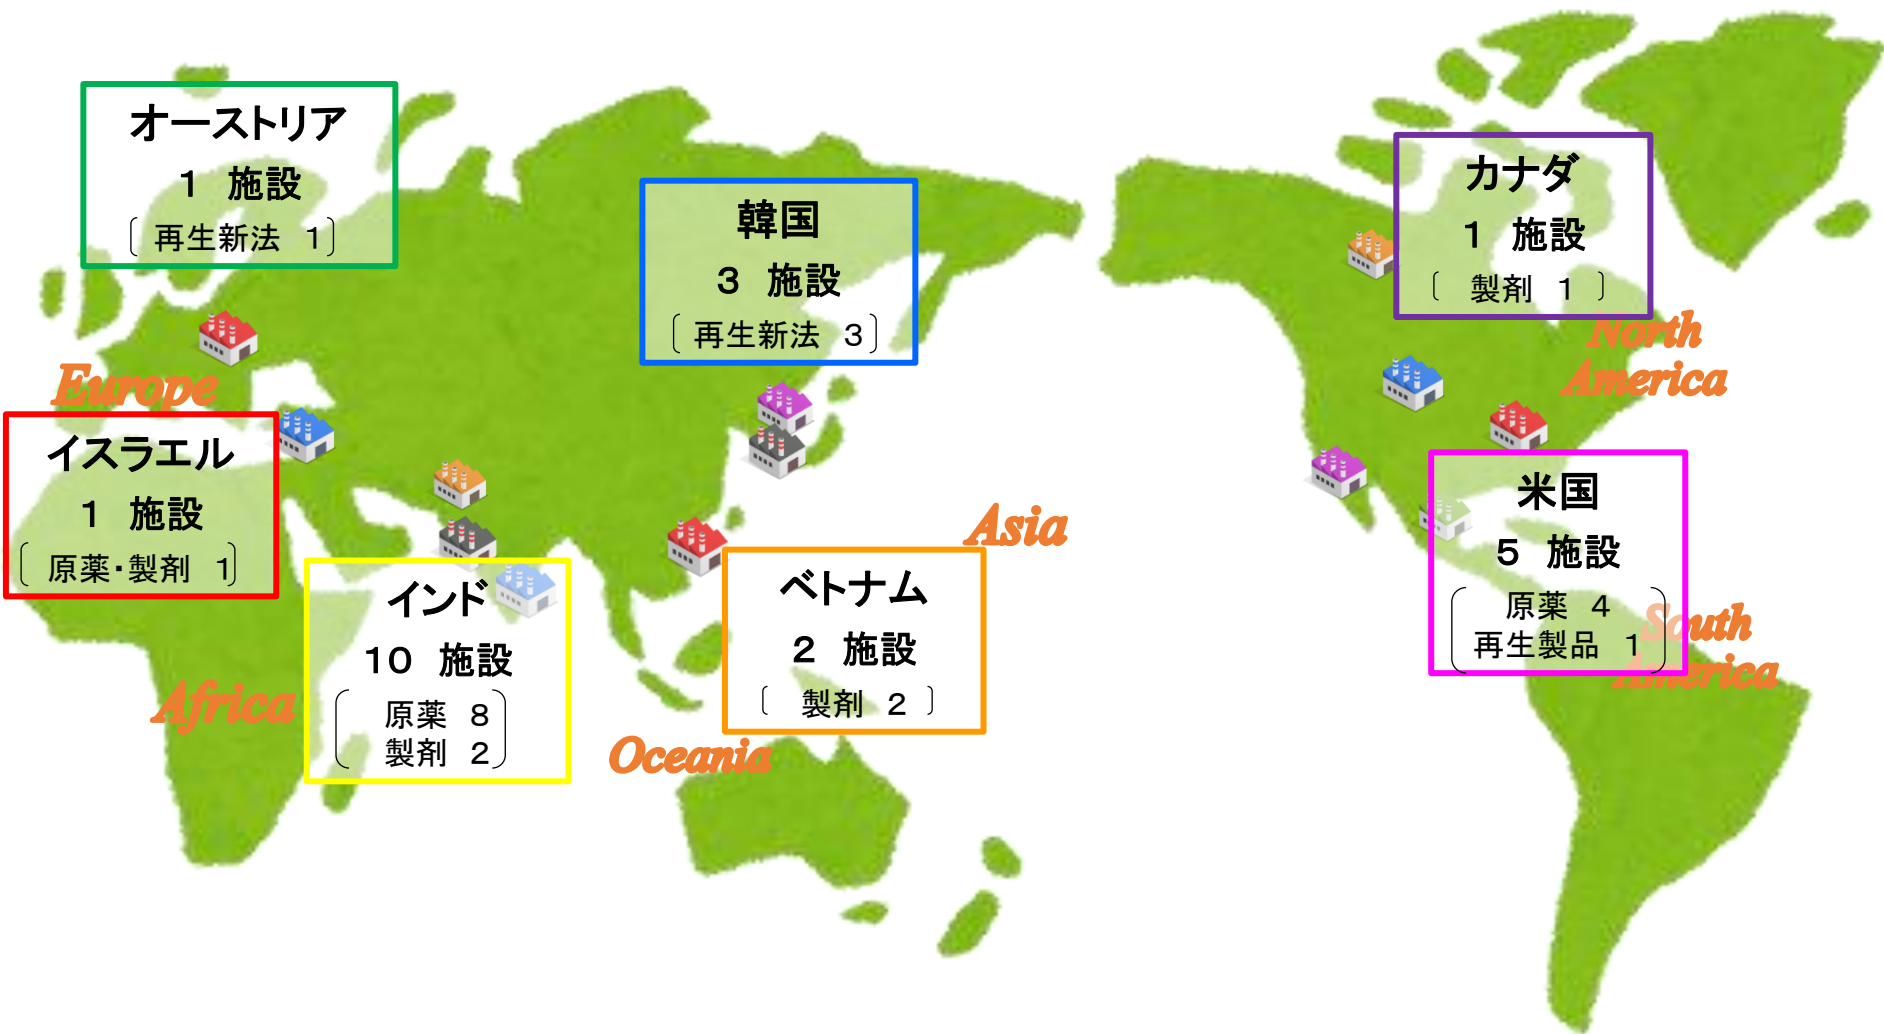 オーストリア
1 施設
〔 再生新法 1〕
韓国
3 施設
〔 再生新法 3〕
カナダ
1 施設
〔 製剤 1 〕
North
America
Europe
イスラエル
1 施設
〔 原薬・製剤 1〕
Asia
米国
5 施設
原薬 4
再生製品 1
South
America
インド
10 施設
原薬 8
製剤 2
ベトナム
2 施設
〔 製剤 2 〕
Africa
Oceania